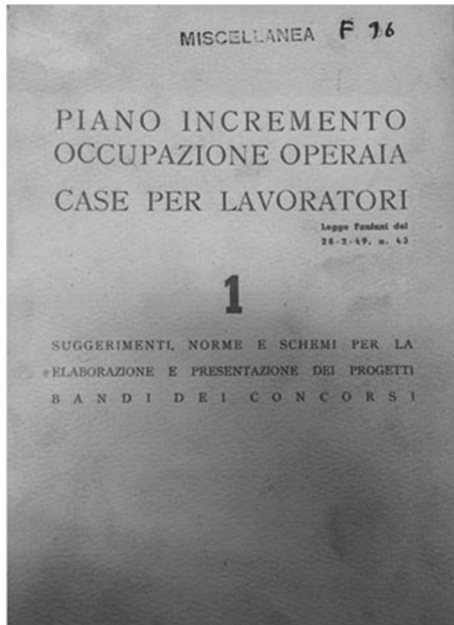 MISCELLANEA F 96
PIANO INCREMENTO
OCCUPAZIONE OPERAIA
CASE PER LAVORATORI
Legge Fanfani del
28-2-49, n. 43
1
SUGGERIMENTI, NORME E SCHEMI PER LA
ELABORAZIONE E PRESENTAZIONE DEI PROGETTI
BANDI DEI CONCORSI